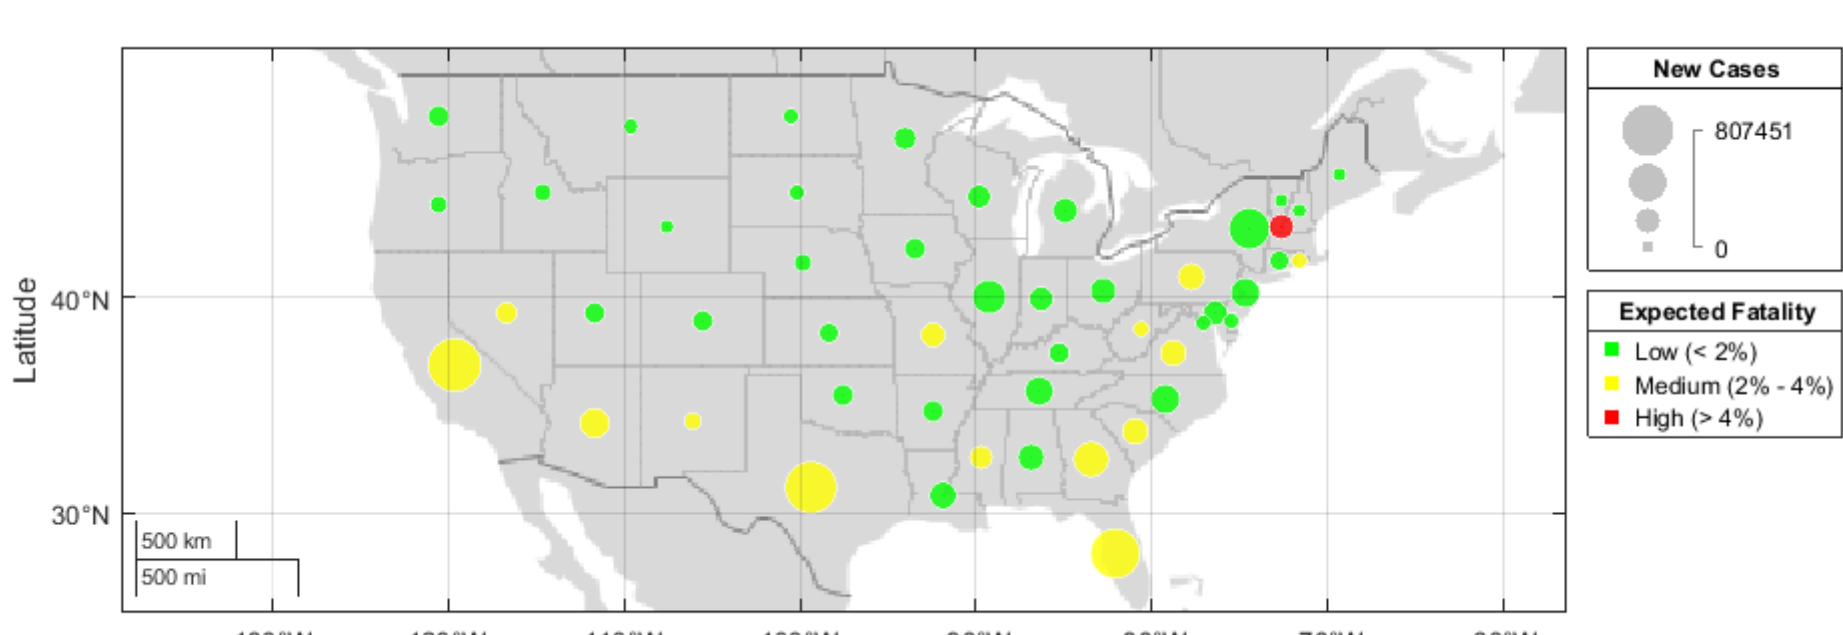 Latitude
40°N
30°N
500 km
500 mi
New Cases
807451
0
Expected Fatality
Low (< 2%)
Medium (2% - 4%)
High (> 4%)